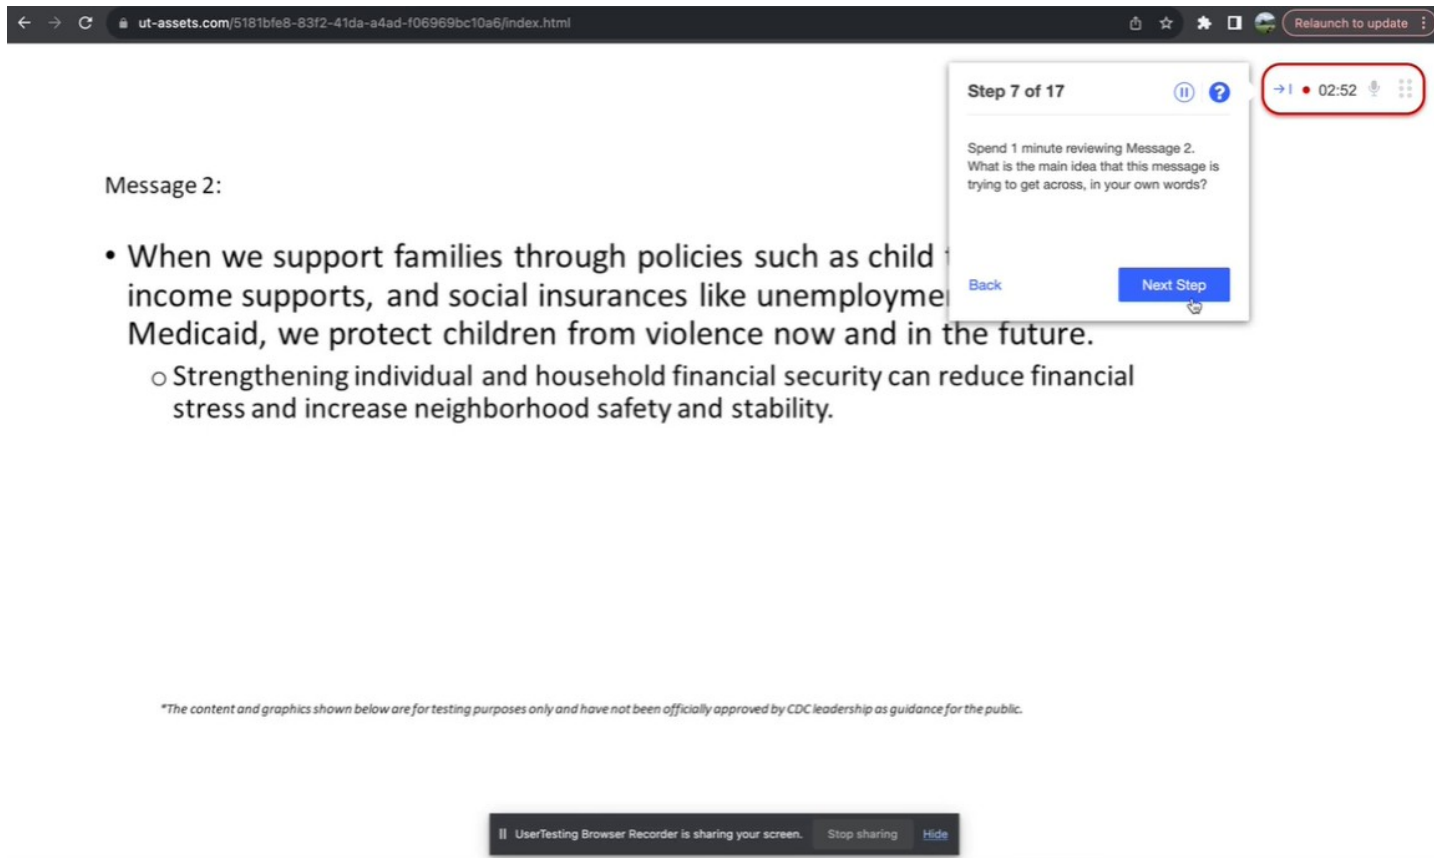 ut-assets.com/5181bfe8-83f2-41da-a4ad-f06969bc10a6/index.html
Relaunch to update
Step 7 of 17
02:52
Spend 1 minute reviewing Message 2.
What is the main idea that this message is
trying to get across, in your own words?
Back
Next Step
Message 2:
• When we support families through policies such as child
income supports, and social insurances like
Medicaid, we protect children from violence now and in the future.
○ Strengthening individual and household financial security can reduce financial
stress and increase neighborhood safety and stability.
*The content and graphics shown below are for testing purposes only and have not been officially approved by CDC leadership as guidance for the public.
UserTesting Browser Recorder is sharing your screen.
Stop sharing
Hide